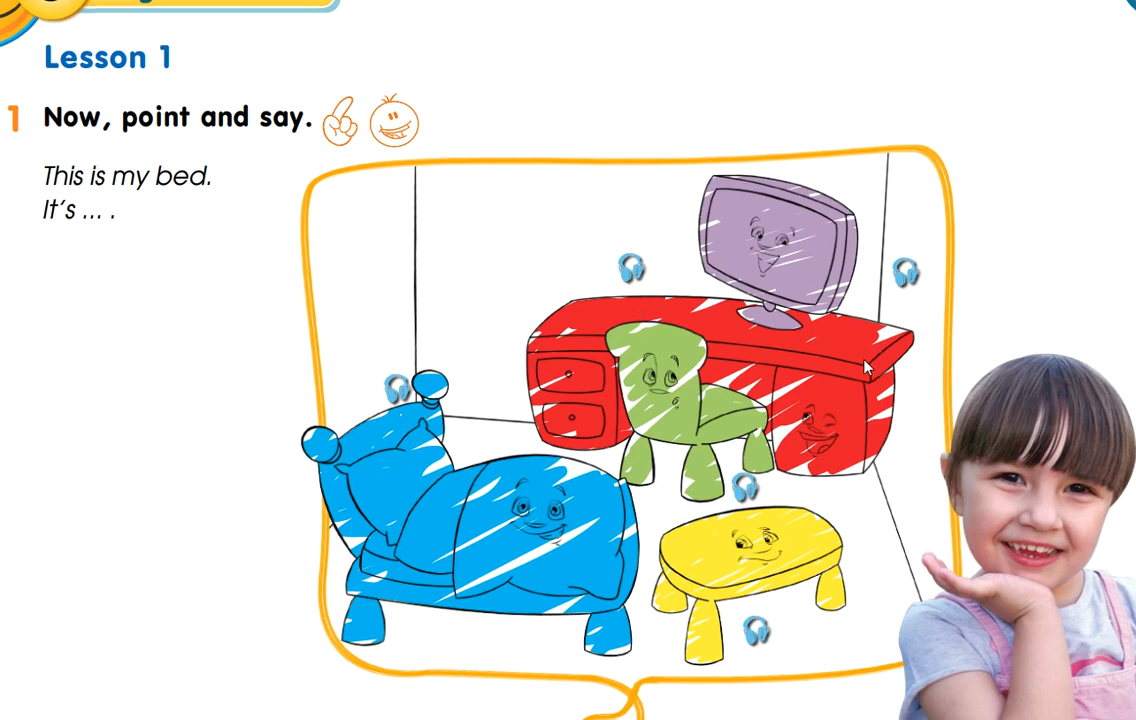 Lesson 1
1 Now, point and say.
This is my bed.
It's ... .